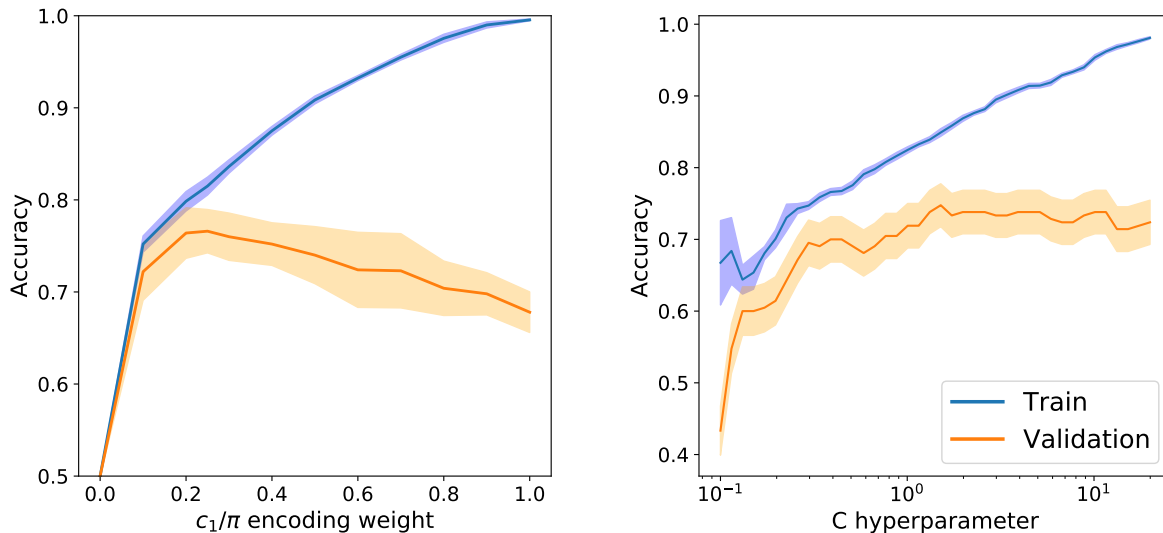 1.0
0.9
0.8
0.7
0.6
0.5
Accuracy
0.0 0.2 0.4 0.6 0.8 1.0
c₁/π encoding weight
1.0
0.9
0.8
0.7
0.6
0.5
0.4
Accuracy
10⁻¹ 10⁰ 10¹
C hyperparameter
Train
Validation